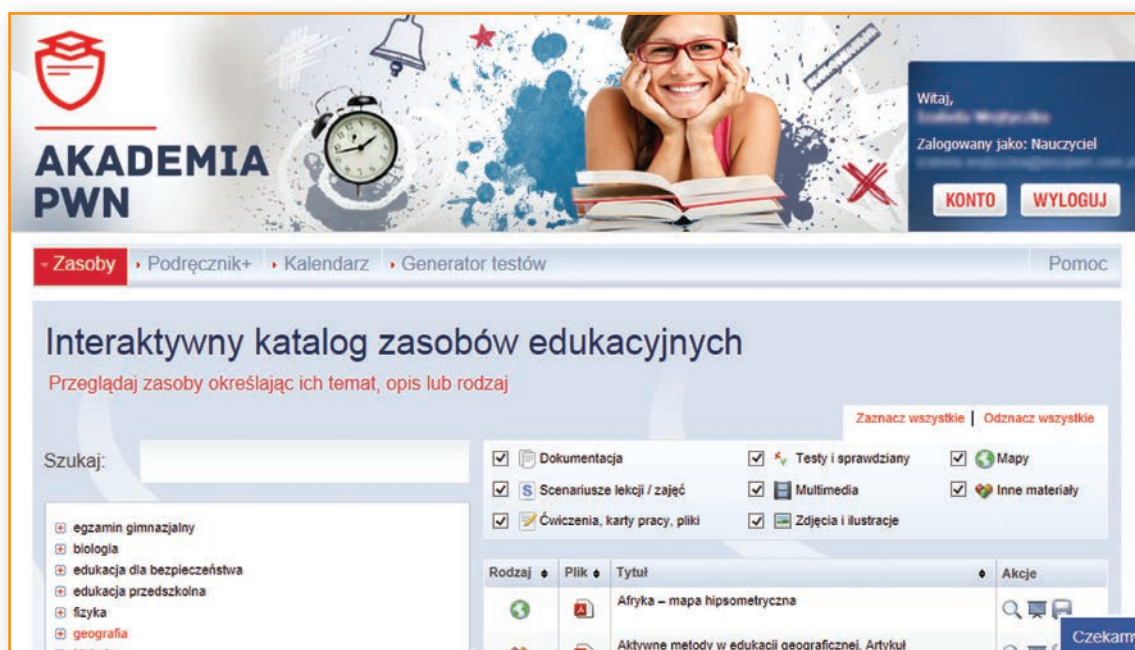 AKADEMIA
PWN
Witaj,
Zalogowany jako: Nauczyciel
KONTO WYLOGUJ
Zasoby Podręcznik+ Kalendarz Generator testów Pomoc
Interaktywny katalog zasobów edukacyjnych
Przeglądaj zasoby określając ich temat, opis lub rodzaj
Zaznacz wszystkie | Odznacz wszystkie
Szukaj:
Dokumentacja Testy i sprawdziany Mapy
Scenariusze lekcji / zajęć Multimedia Inne materiały
Ćwiczenia, karty pracy, pliki Zdjęcia i ilustracje
egzamin gimnazjalny
biologia
edukacja dla bezpieczeństwa
edukacja przedszkolna
fizyka
geografia
Rodzaj Plik Tytuł Akcje
Afryka – mapa hipsometryczna
Aktywne metody w edukacji geograficznej. Artykuł
Czekamy